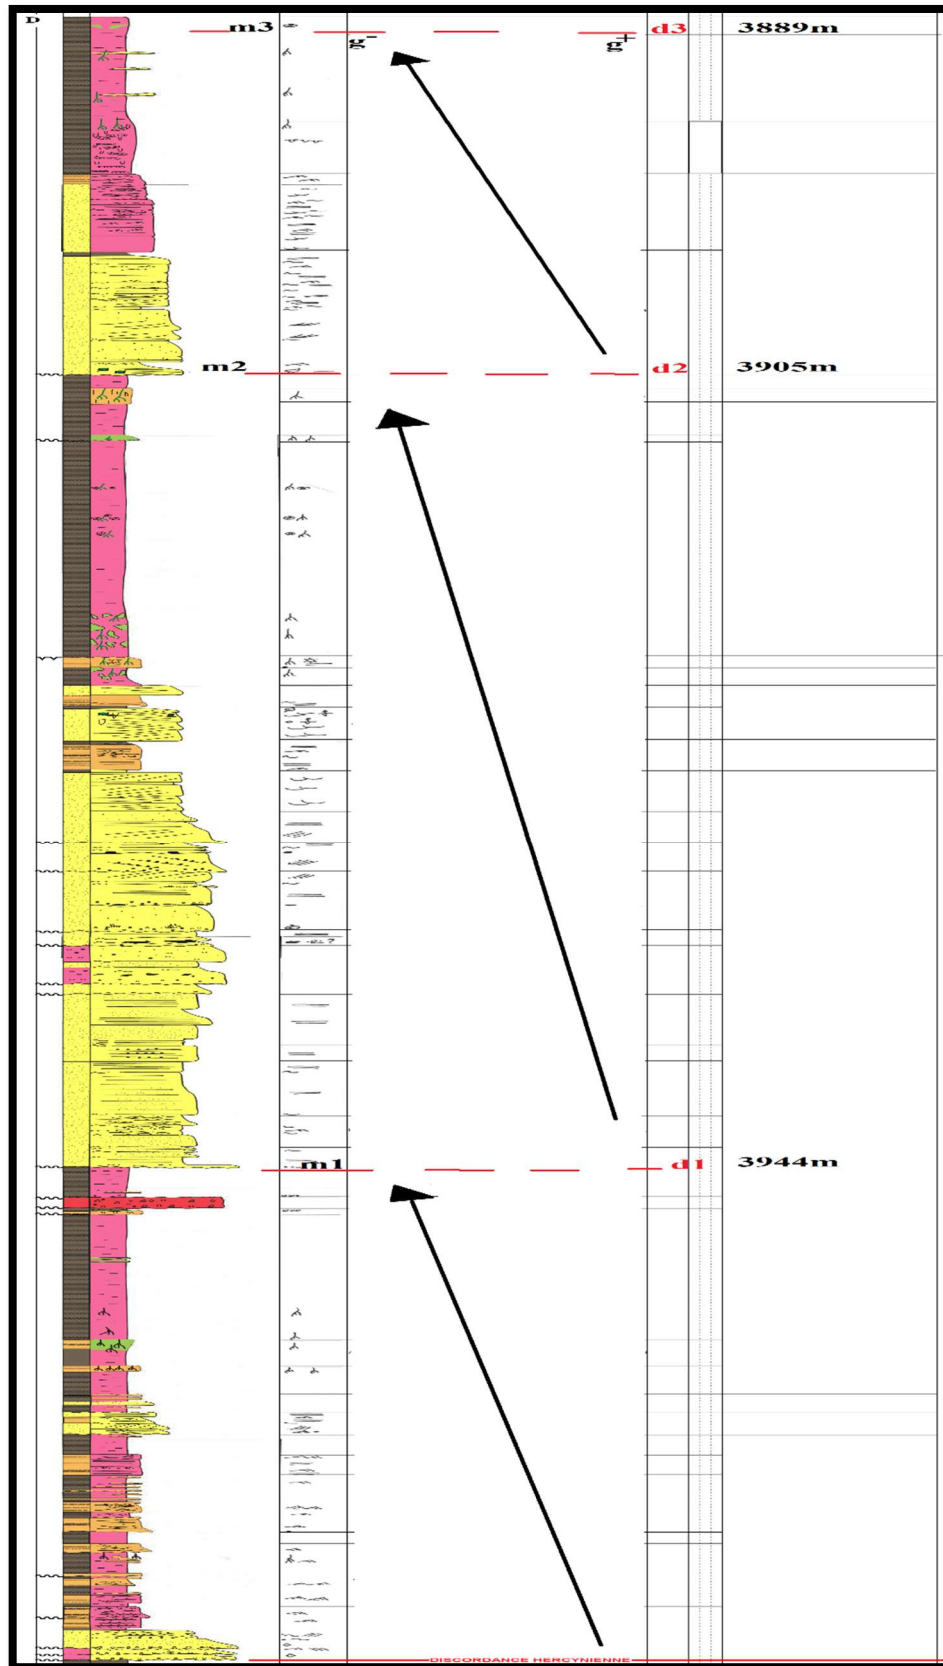 D
m3 d3 3889m
g- g+
m2 d2 3905m
m1 d1 3944m
DISCORDANCE HERCYNIENNE